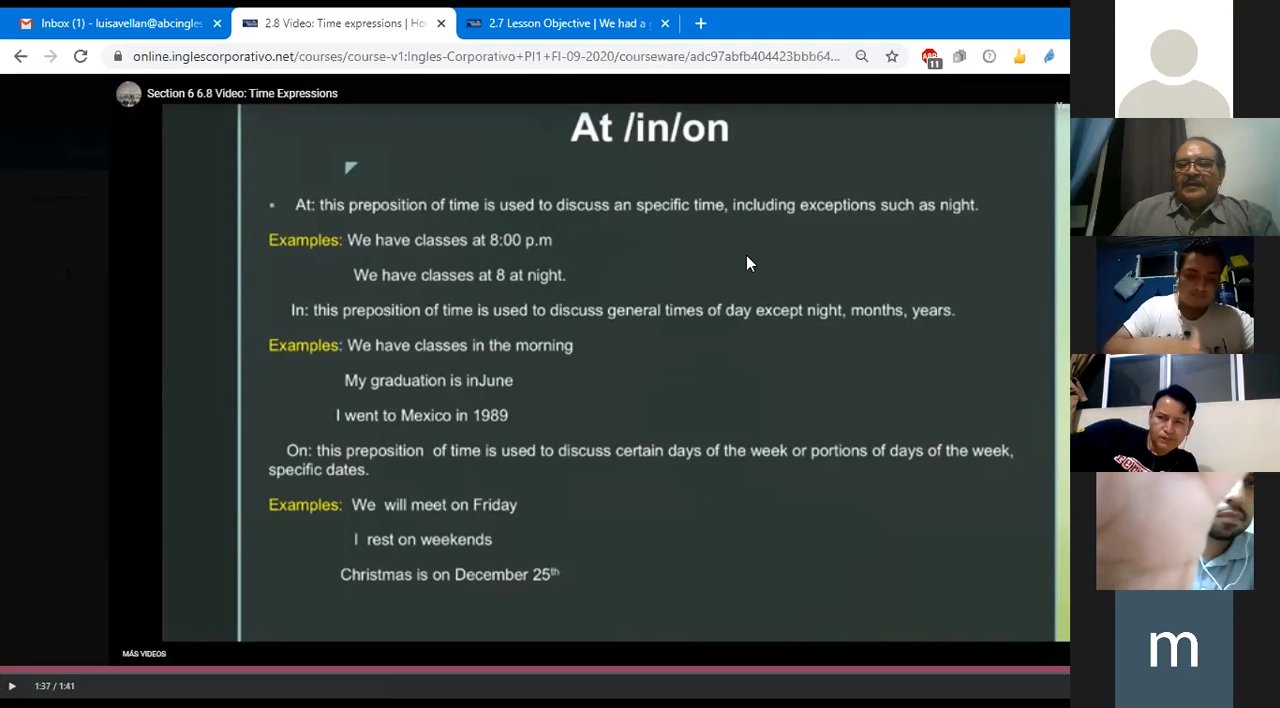 Inbox (1) - luisavellan@abcingles
2.8 Video: Time expressions | Ho
2.7 Lesson Objective | We had a g
online.inglescorporativo.net/courses/course-v1:Ingles-Corporativo+PI1+FI-09-2020/courseware/adc97abfb404423bbb64...
11
Section 6 6.8 Video: Time Expressions
At /in/on
At: this preposition of time is used to discuss an specific time, including exceptions such as night.
Examples: We have classes at 8:00 p.m
We have classes at 8 at night.
In: this preposition of time is used to discuss general times of day except night, months, years.
Examples: We have classes in the morning
My graduation is inJune
I went to Mexico in 1989
On: this preposition of time is used to discuss certain days of the week or portions of days of the week,
specific dates.
Examples: We will meet on Friday
I rest on weekends
Christmas is on December 25th
MÁS VIDEOS
1:37 / 1:41
m